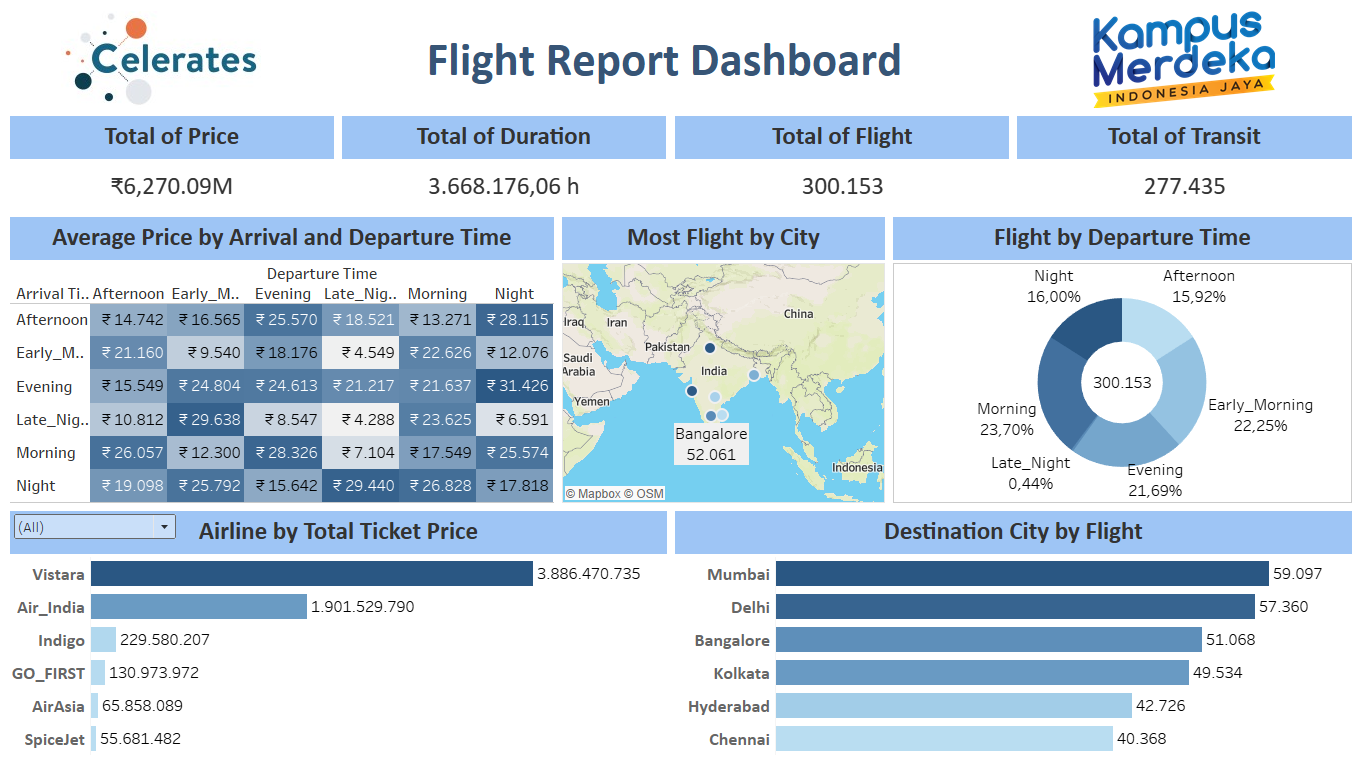 Celerates
Flight Report Dashboard
Kampus
Merdeka
INDONESIA JAYA
Total of Price
Total of Duration
Total of Flight
Total of Transit
₹6,270.09M
3.668.176,06 h
300.153
277.435
Average Price by Arrival and Departure Time
Most Flight by City
Flight by Departure Time
Departure Time
Arrival Ti.. Afternoon Early_M.. Evening Late_Nig.. Morning Night
Afternoon ₹ 14.742 ₹ 16.565 ₹ 25.570 ₹ 18.521 ₹ 13.271 ₹ 28.115
Early_M.. ₹ 21.160 ₹ 9.540 ₹ 18.176 ₹ 4.549 ₹ 22.626 ₹ 12.076
Evening ₹ 15.549 ₹ 24.804 ₹ 24.613 ₹ 21.217 ₹ 21.637 ₹ 31.426
Late_Nig.. ₹ 10.812 ₹ 29.638 ₹ 8.547 ₹ 4.288 ₹ 23.625 ₹ 6.591
Morning ₹ 26.057 ₹ 12.300 ₹ 28.326 ₹ 7.104 ₹ 17.549 ₹ 25.574
Night ₹ 19.098 ₹ 25.792 ₹ 15.642 ₹ 29.440 ₹ 26.828 ₹ 17.818
China
Iraq
Iran
Pakistan
Saudi
Arabia
India
Yemen
Bangalore
52.061
Indonesia
© Mapbox © OSM
Night
16,00%
Afternoon
15,92%
300.153
Morning
23,70%
Early_Morning
22,25%
Late_Night
0,44%
Evening
21,69%
(All)
Airline by Total Ticket Price
Vistara 3.886.470.735
Air_India 1.901.529.790
Indigo 229.580.207
GO_FIRST 130.973.972
AirAsia 65.858.089
SpiceJet 55.681.482
Destination City by Flight
Mumbai 59.097
Delhi 57.360
Bangalore 51.068
Kolkata 49.534
Hyderabad 42.726
Chennai 40.368